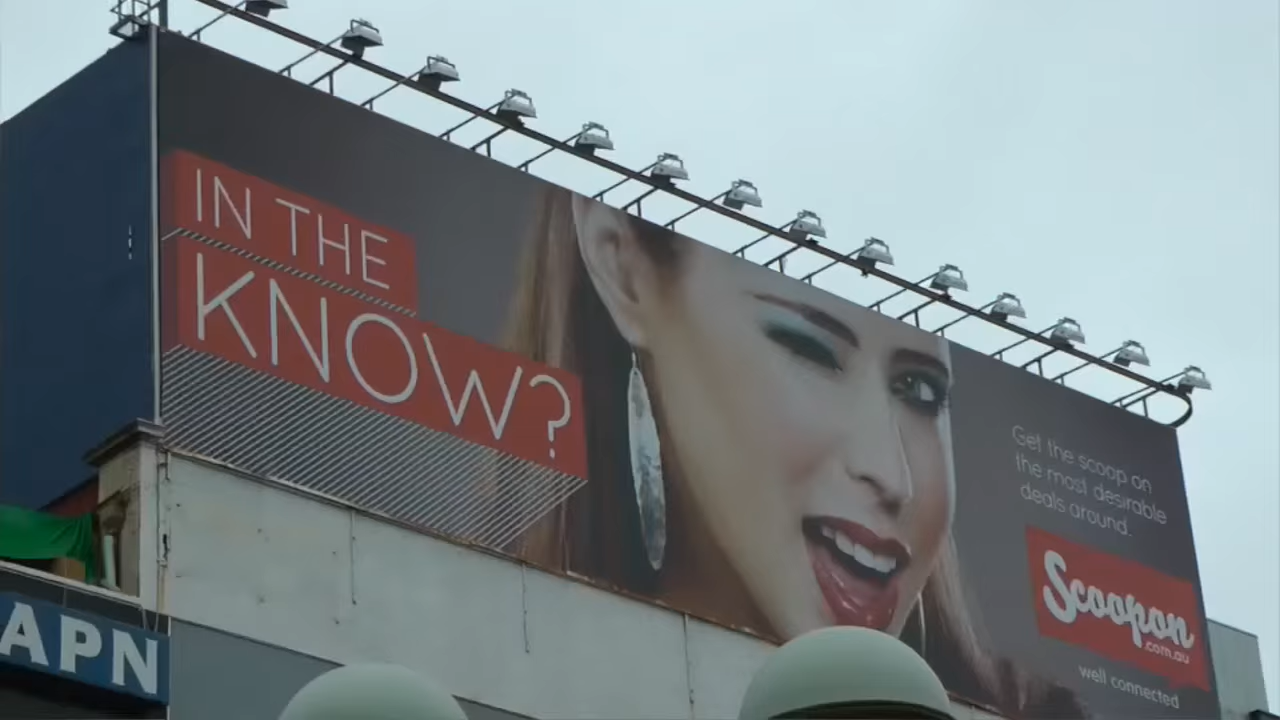 IN THE
KNOW?
Get the scoop on
the most desirable
deals around.
Scoopon
.com.au
well connected
APN